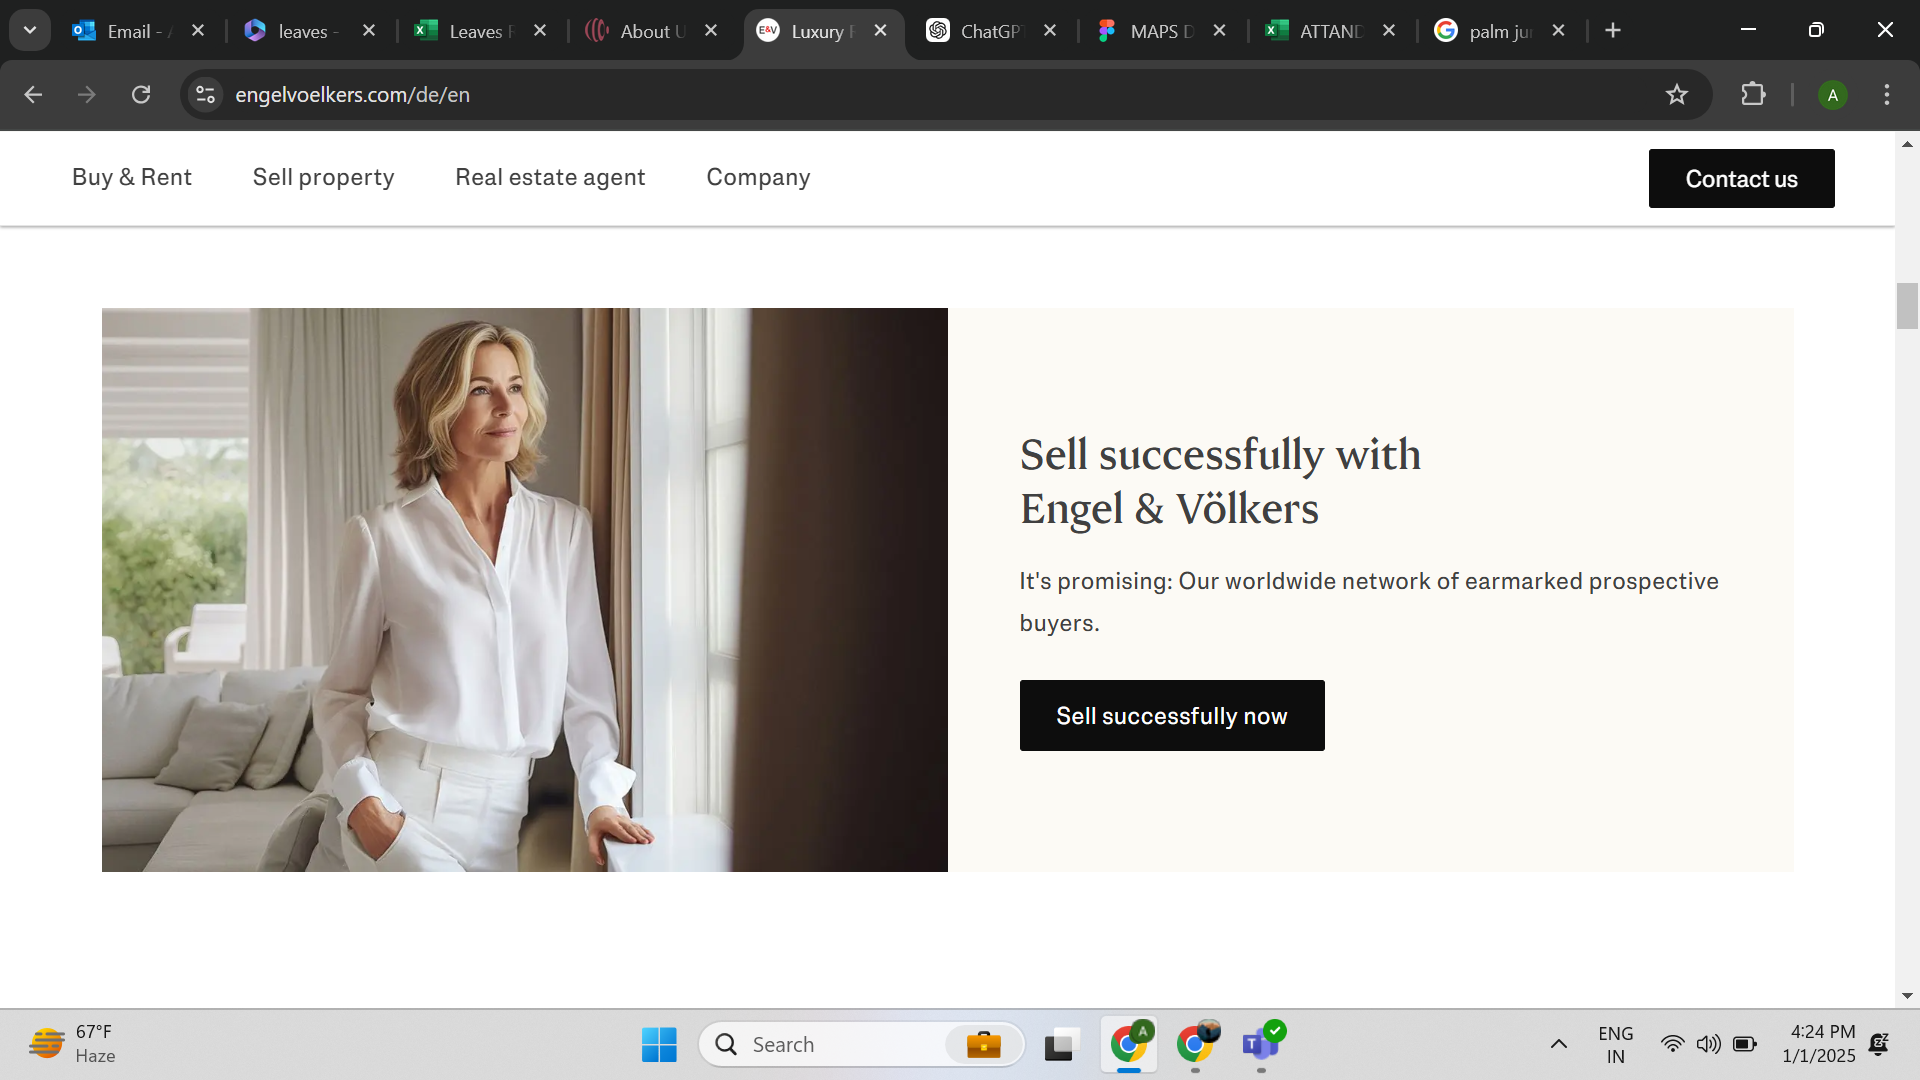 Email -
leaves -
Leaves
About U
E&V
Luxury
ChatGPT
MAPS D
ATTAND
palm ju
engelvoelkers.com/de/en
A
Buy & Rent
Sell property
Real estate agent
Company
Contact us
Sell successfully with
Engel & Völkers
It's promising: Our worldwide network of earmarked prospective
buyers.
Sell successfully now
67°F
Haze
Search
A
ENG
IN
4:24 PM
1/1/2025